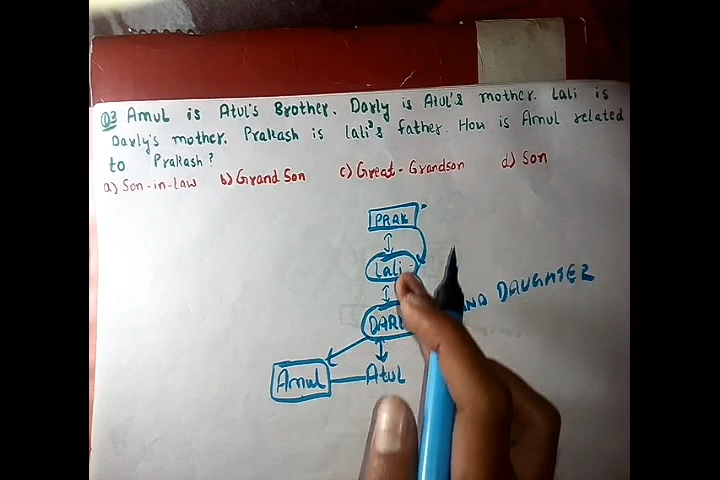 Q3 Amul is Atul's Brother. Darly is Atul's mother. Lali is
Darly's mother. Prakash is lali's father. How is Amul related
to Prakash?
a) Son-in-law b) Grand Son c) Great-Grandson d) Son
PRAK
Lali
DAUGHTER
Amul Atul